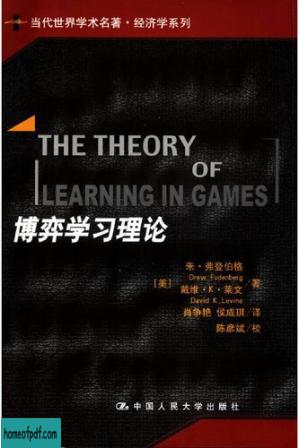 当代世界学术名著·经济学系列
THE THEORY
OF
LEARNING IN GAMES
博弈学习理论
朱·弗登伯格
Drew. Fudenberg
[美] 著
戴维·K·莱文
David K. Levine
肖争艳 侯成琪/译
陈彦斌/校
中国人民大学出版社
homeofpdf.com